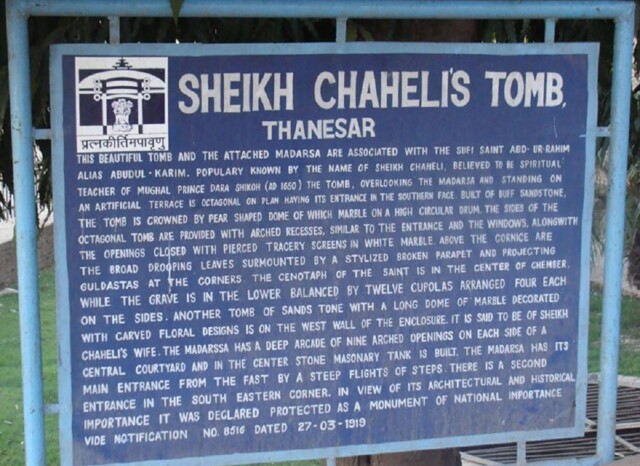 प्रत्नकीर्तिमपावृणु
SHEIKH CHAHELI'S TOMB,
THANESAR
THIS BEAUTIFUL TOMB AND THE ATTACHED MADARSA ARE ASSOCIATED WITH THE SUFI SAINT ABD-UR-RAHIM
ALIAS ABUDUL-KARIM. POPULARY KNOWN BY THE NAME OF SHEIKH CHAHELI, BELIEVED TO BE SPIRITUAL
TEACHER OF MUGHAL PRINCE DARA SHIKOH (AD 1650) THE TOMB, OVERLOOKING THE MADARSA AND STANDING ON
AN ARTIFICIAL TERRACE IS OCTAGONAL ON PLAN HAVING ITS ENTRANCE IN THE SOUTHERN FACE. BUILT OF BUFF SANDSTONE,
THE TOMB IS CROWNED BY PEAR SHAPED DOME OF WHICH MARBLE ON A HIGH CIRCULAR DRUM. THE SIDES OF THE
OCTAGONAL TOMB ARE PROVIDED WITH ARCHED RECESSES, SIMILAR TO THE ENTRANCE AND THE WINDOWS, ALONGWITH
THE OPENINGS CLOSED WITH PIERCED TRACERY SCREENS IN WHITE MARBLE. ABOVE THE CORNICE ARE
THE BROAD DROOPING LEAVES SURMOUNTED BY A STYLIZED BROKEN PARAPET AND PROJECTING
GULDASTAS AT THE CORNERS. THE CENOTAPH OF THE SAINT IS IN THE CENTER OF CHEMBER.
WHILE THE GRAVE IS IN THE LOWER BALANCED BY TWELVE CUPOLAS ARRANGED FOUR EACH
ON THE SIDES. ANOTHER TOMB OF SANDS TONE WITH A LONG DOME OF MARBLE DECORATED
WITH CARVED FLORAL DESIGNS IS ON THE WEST WALL OF THE ENCLOSURE. IT IS SAID TO BE OF SHEIKH
CHAHELI'S WIFE. THE MADARSSA HAS A DEEP ARCADE OF NINE ARCHED OPENINGS ON EACH SIDE OF A
CENTRAL COURTYARD AND IN THE CENTER STONE MASONARY TANK IS BUILT. THE MADARSA HAS ITS
MAIN ENTRANCE FROM THE FAST BY A STEEP FLIGHTS OF STEPS THERE IS A SECOND
ENTRANCE IN THE SOUTH EASTERN CORNER. IN VIEW OF ITS ARCHITECTURAL AND HISTORICAL
IMPORTANCE IT WAS DECLARED PROTECTED AS A MONUMENT OF NATIONAL IMPORTANCE
VIDE NOTIFICATION NO. 8516 DATED 27-03-1919